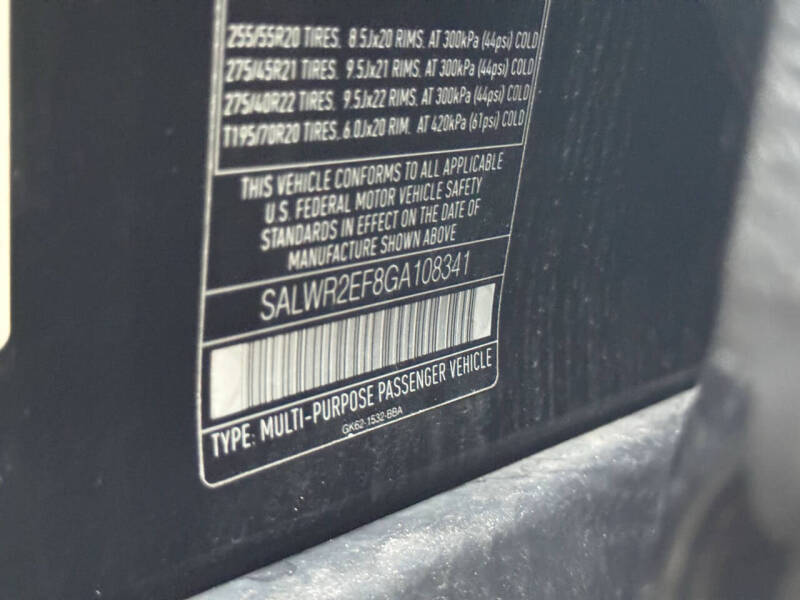 255/55R20 TIRES. 8.5Jx20 RIMS. AT 300kPa (44psi) COLD
275/45R21 TIRES. 9.5Jx21 RIMS. AT 300kPa (44psi) COLD
275/40R22 TIRES. 9.5Jx22 RIMS. AT 300kPa (44psi) COLD
T195/70R20 TIRES. 6.0Jx20 RIM. AT 420kPa (61psi) COLD
THIS VEHICLE CONFORMS TO ALL APPLICABLE
U.S. FEDERAL MOTOR VEHICLE SAFETY
STANDARDS IN EFFECT ON THE DATE OF
MANUFACTURE SHOWN ABOVE
SALWR2EF8GA108341
TYPE: MULTI-PURPOSE PASSENGER VEHICLE
GK62-1532-BBA